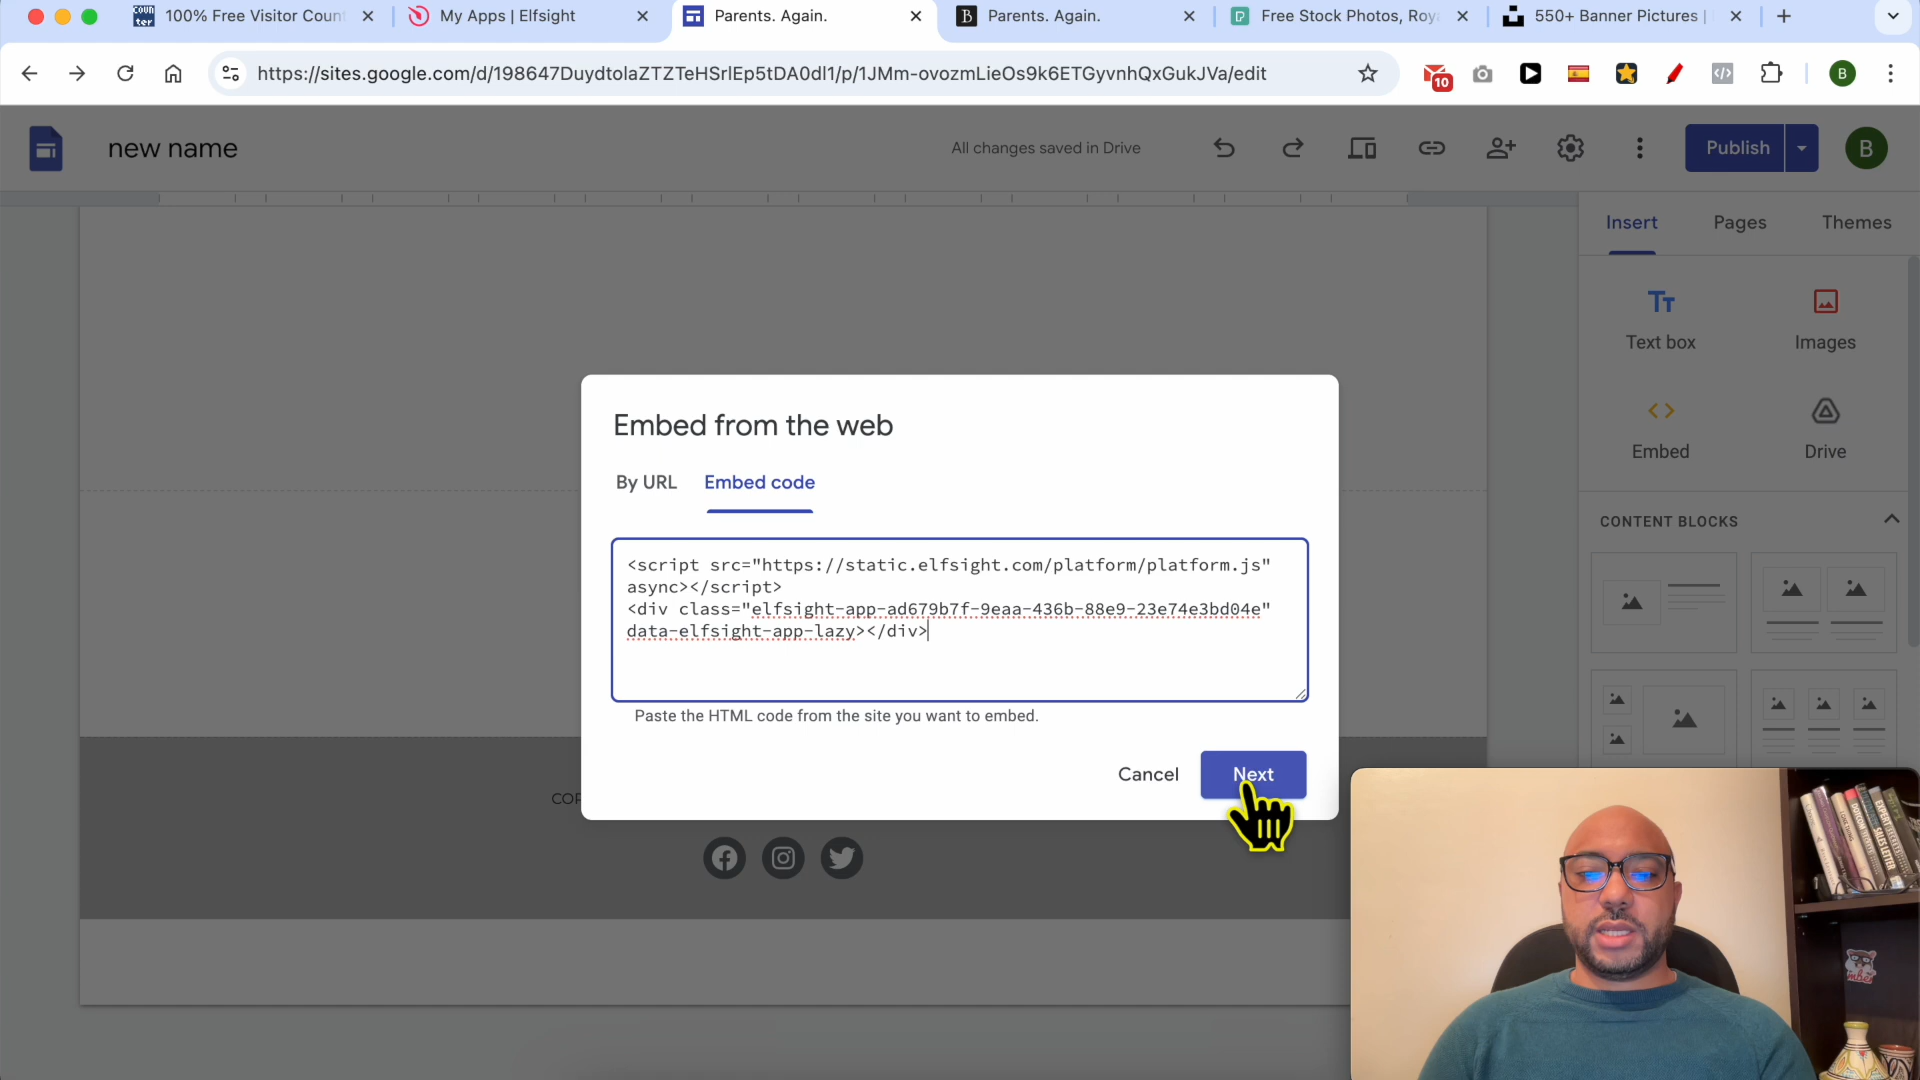 100% Free Visitor Coun
My Apps | Elfsight
Parents. Again.
Parents. Again.
Free Stock Photos, Roy
550+ Banner Pictures |
https://sites.google.com/d/198647DuydtolaZTZTeHSrlEp5tDA0dl1/p/1JMm-ovozmLieOs9k6ETGyvnhQxGukJVa/edit
10
B
new name
All changes saved in Drive
Publish
B
Insert
Pages
Themes
Text box
Images
Embed
Drive
CONTENT BLOCKS
Embed from the web
By URL
Embed code
<script src="https://static.elfsight.com/platform/platform.js"
async></script>
<div class="elfsight-app-ad679b7f-9eaa-436b-88e9-23e74e3bd04e"
data-elfsight-app-lazy></div>
Paste the HTML code from the site you want to embed.
Cancel
Next
COP